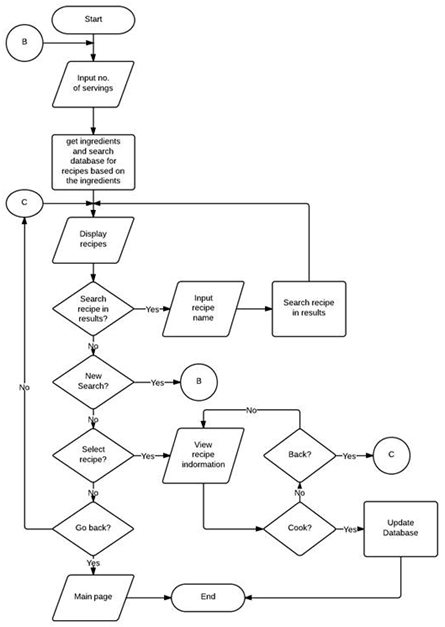 Start
B
Input no.
of servings
get ingredients
and search
database for
recipes based on
the ingredients
C
Display
recipes
Search
recipe in
results?
Yes
Input
recipe
name
Search recipe
in results
No
New
Search?
Yes
B
No
No
No
Select
recipe?
Yes
View
recipe
indormation
Back?
Yes
C
No
No
Go back?
Cook?
Yes
Update
Database
Yes
Main page
End